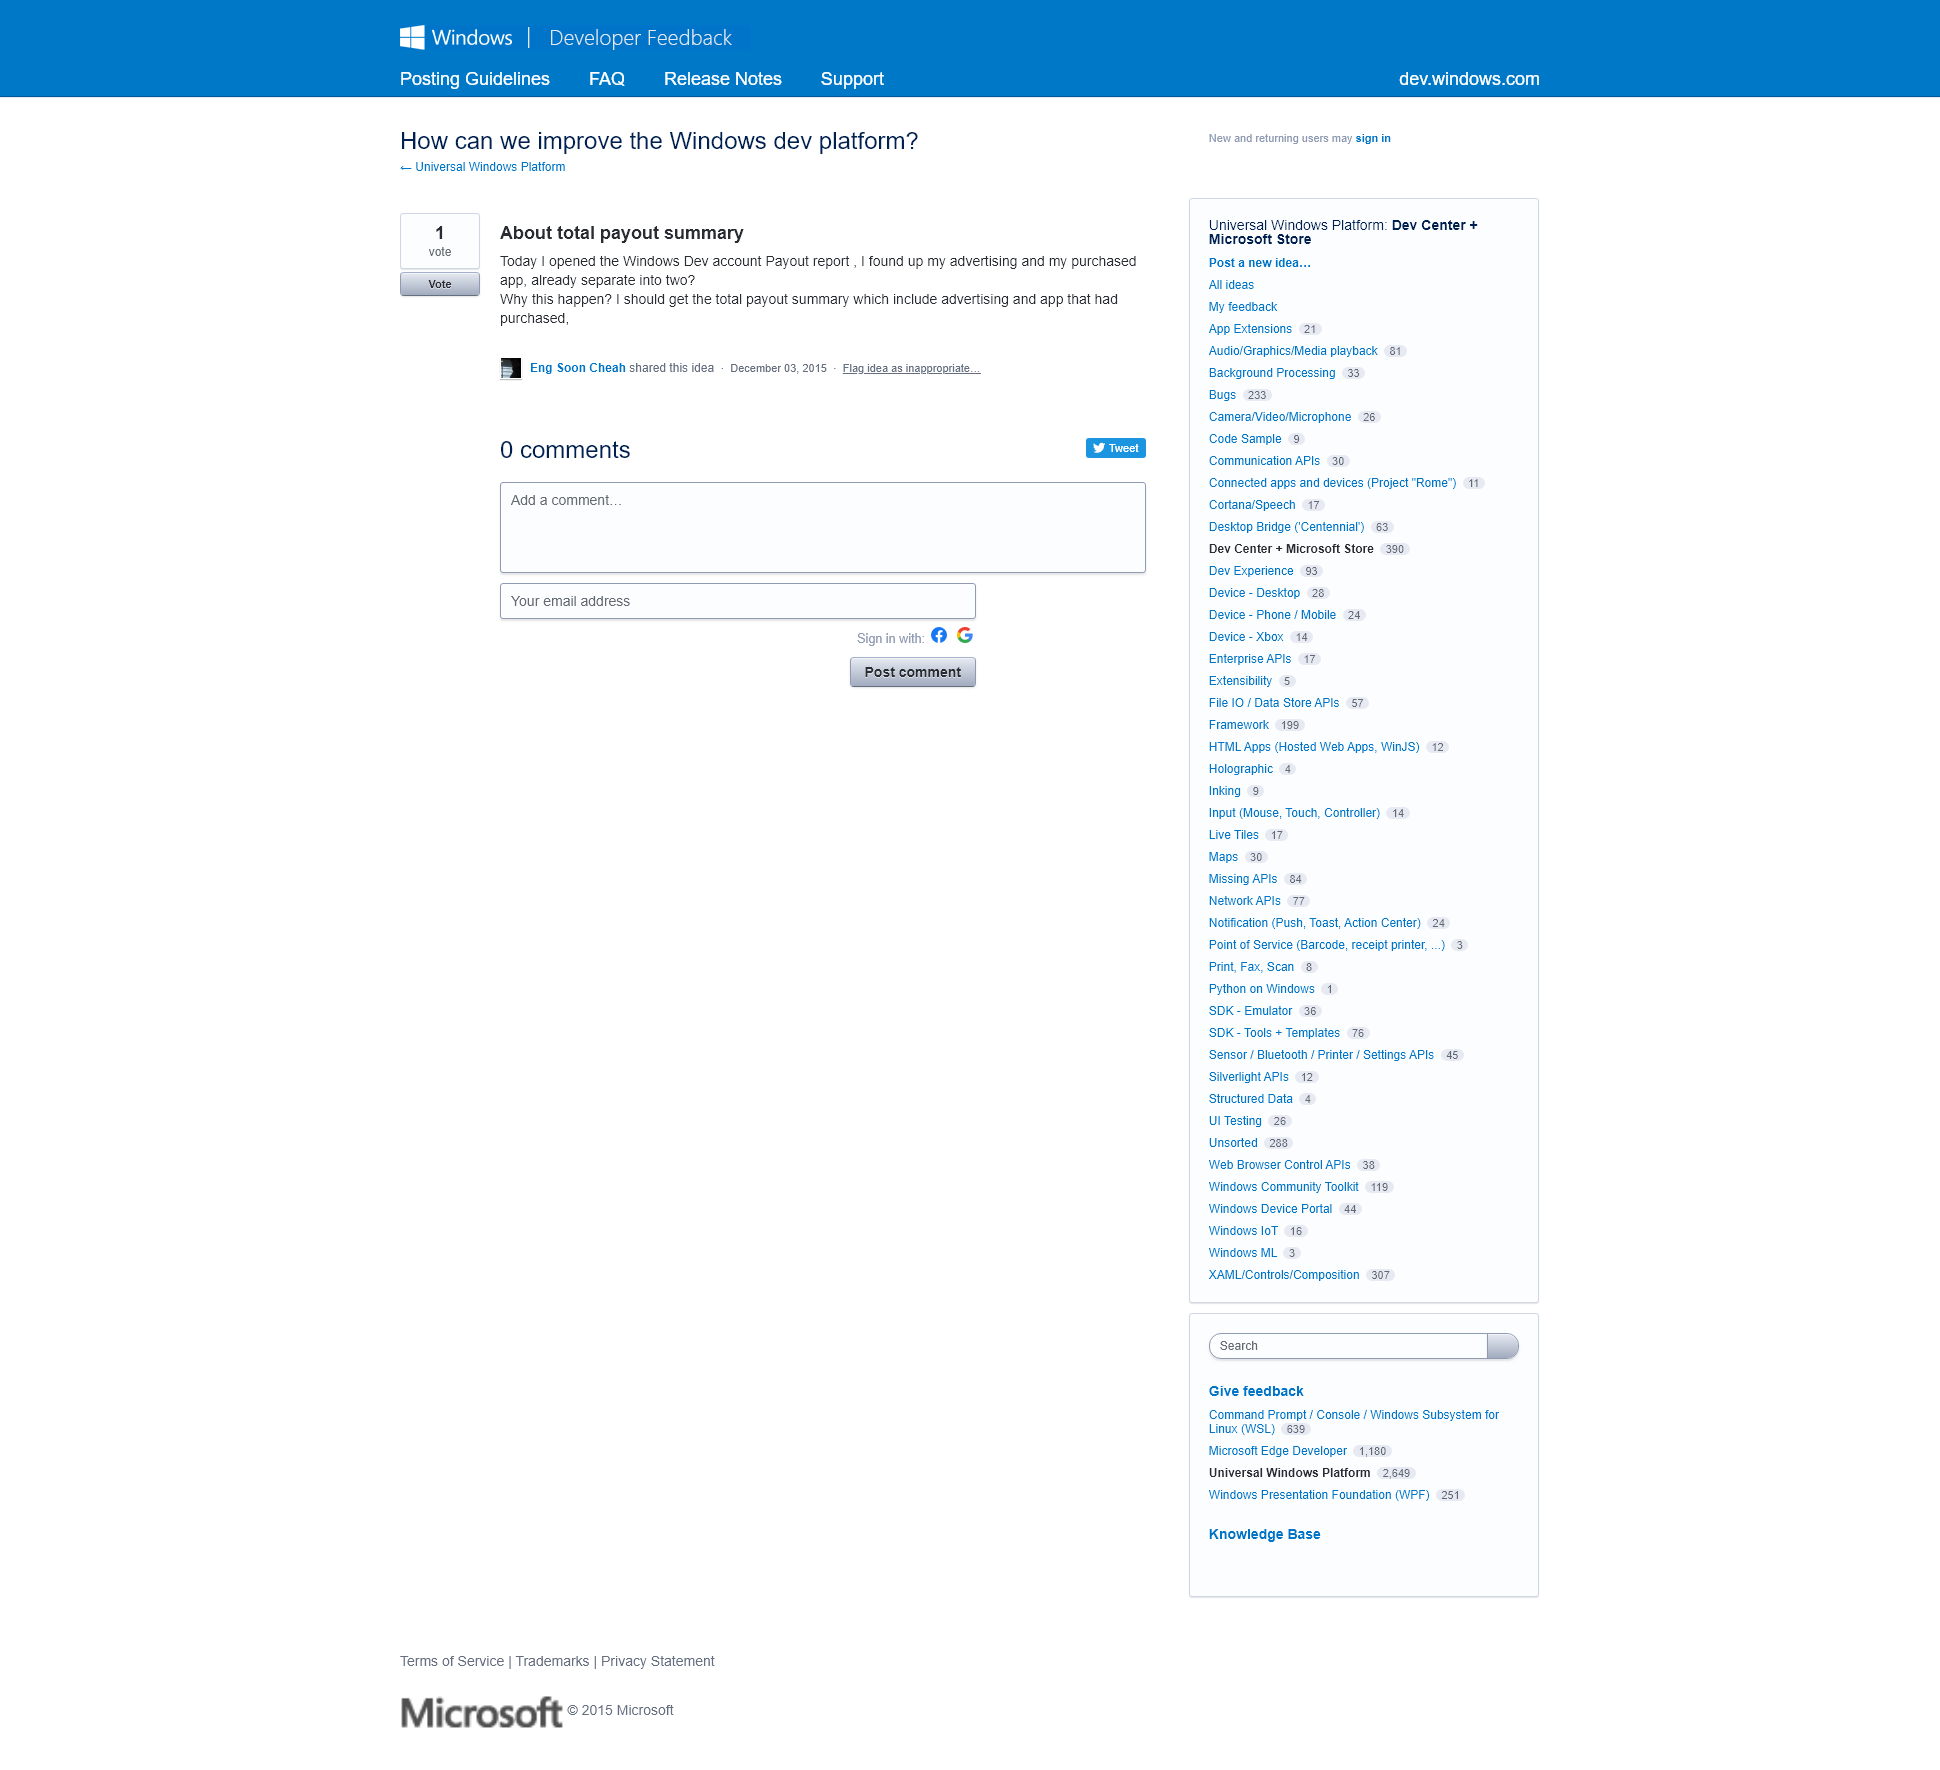 Windows | Developer Feedback
Posting Guidelines FAQ Release Notes Support dev.windows.com
How can we improve the Windows dev platform?
← Universal Windows Platform
New and returning users may sign in
1
vote
Vote
About total payout summary
Today I opened the Windows Dev account Payout report , I found up my advertising and my purchased
app, already separate into two?
Why this happen? I should get the total payout summary which include advertising and app that had
purchased,
Eng Soon Cheah shared this idea · December 03, 2015 · Flag idea as inappropriate…
0 comments
Tweet
Add a comment…
Your email address
Sign in with:
Post comment
Universal Windows Platform: Dev Center +
Microsoft Store
Post a new idea…
All ideas
My feedback
App Extensions 21
Audio/Graphics/Media playback 81
Background Processing 33
Bugs 233
Camera/Video/Microphone 26
Code Sample 9
Communication APIs 30
Connected apps and devices (Project "Rome") 11
Cortana/Speech 17
Desktop Bridge ('Centennial') 63
Dev Center + Microsoft Store 390
Dev Experience 93
Device - Desktop 28
Device - Phone / Mobile 24
Device - Xbox 14
Enterprise APIs 17
Extensibility 5
File IO / Data Store APIs 57
Framework 199
HTML Apps (Hosted Web Apps, WinJS) 12
Holographic 4
Inking 9
Input (Mouse, Touch, Controller) 14
Live Tiles 17
Maps 30
Missing APIs 84
Network APIs 77
Notification (Push, Toast, Action Center) 24
Point of Service (Barcode, receipt printer, ...) 3
Print, Fax, Scan 8
Python on Windows 1
SDK - Emulator 36
SDK - Tools + Templates 76
Sensor / Bluetooth / Printer / Settings APIs 45
Silverlight APIs 12
Structured Data 4
UI Testing 26
Unsorted 288
Web Browser Control APIs 38
Windows Community Toolkit 119
Windows Device Portal 44
Windows IoT 16
Windows ML 3
XAML/Controls/Composition 307
Search
Give feedback
Command Prompt / Console / Windows Subsystem for
Linux (WSL) 639
Microsoft Edge Developer 1,180
Universal Windows Platform 2,649
Windows Presentation Foundation (WPF) 251
Knowledge Base
Terms of Service | Trademarks | Privacy Statement
Microsoft © 2015 Microsoft